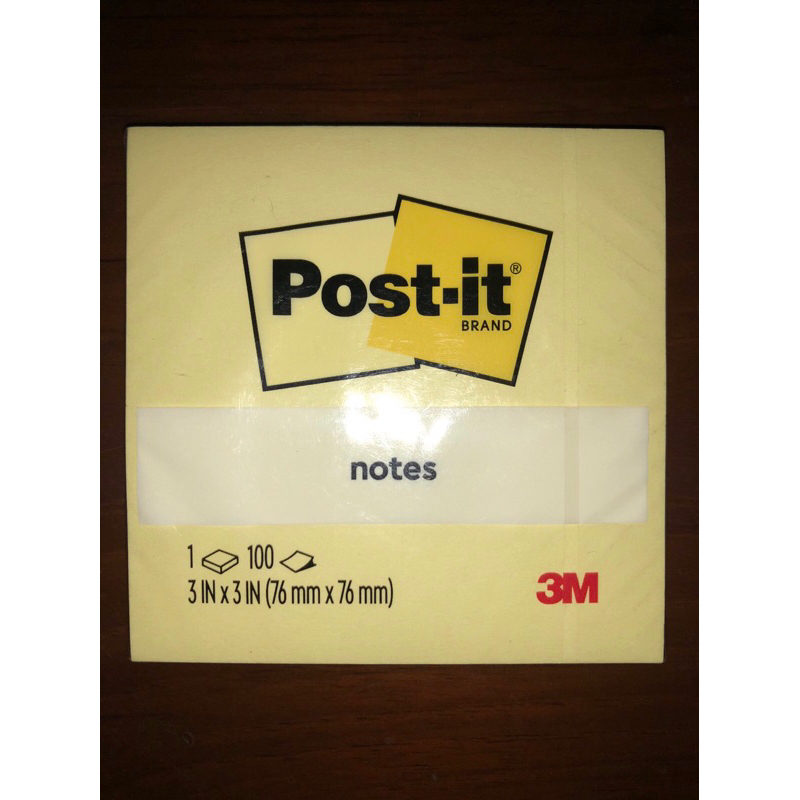 Post-it®
BRAND
notes
1 100
3 IN x 3 IN (76 mm x 76 mm)
3M